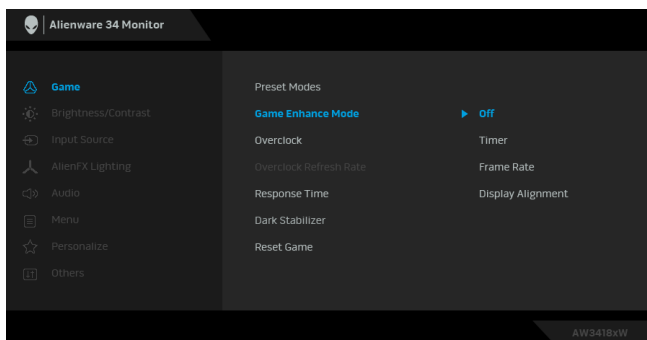 Alienware 34 Monitor
Game
Preset Modes
Brightness/Contrast
Game Enhance Mode
Off
Input Source
Overclock
Timer
AlienFX Lighting
Overclock Refresh Rate
Frame Rate
Audio
Response Time
Display Alignment
Menu
Dark Stabilizer
Personalize
Reset Game
Others
AW3418xW